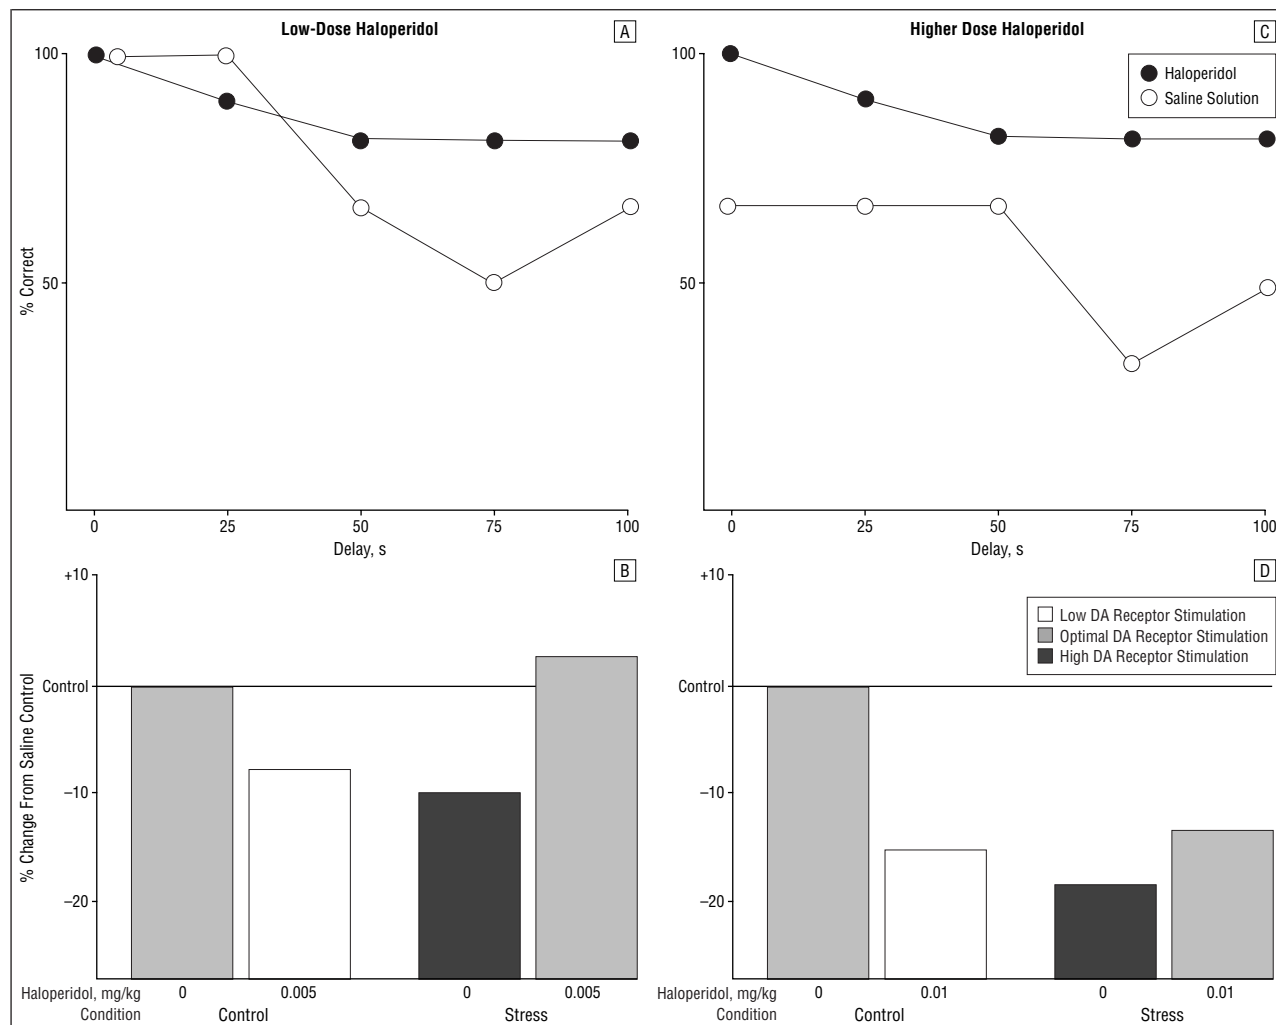 Low-Dose Haloperidol
A
100
50
% Correct
0 25 50 75 100
Delay, s
Higher Dose Haloperidol
C
Haloperidol
Saline Solution
100
50
0 25 50 75 100
Delay, s
B
+10
Control
–10
–20
% Change From Saline Control
Haloperidol, mg/kg 0 0.005 0 0.005
Condition Control Stress
D
+10
Low DA Receptor Stimulation
Optimal DA Receptor Stimulation
High DA Receptor Stimulation
Control
–10
–20
Haloperidol, mg/kg 0 0.01 0 0.01
Condition Control Stress